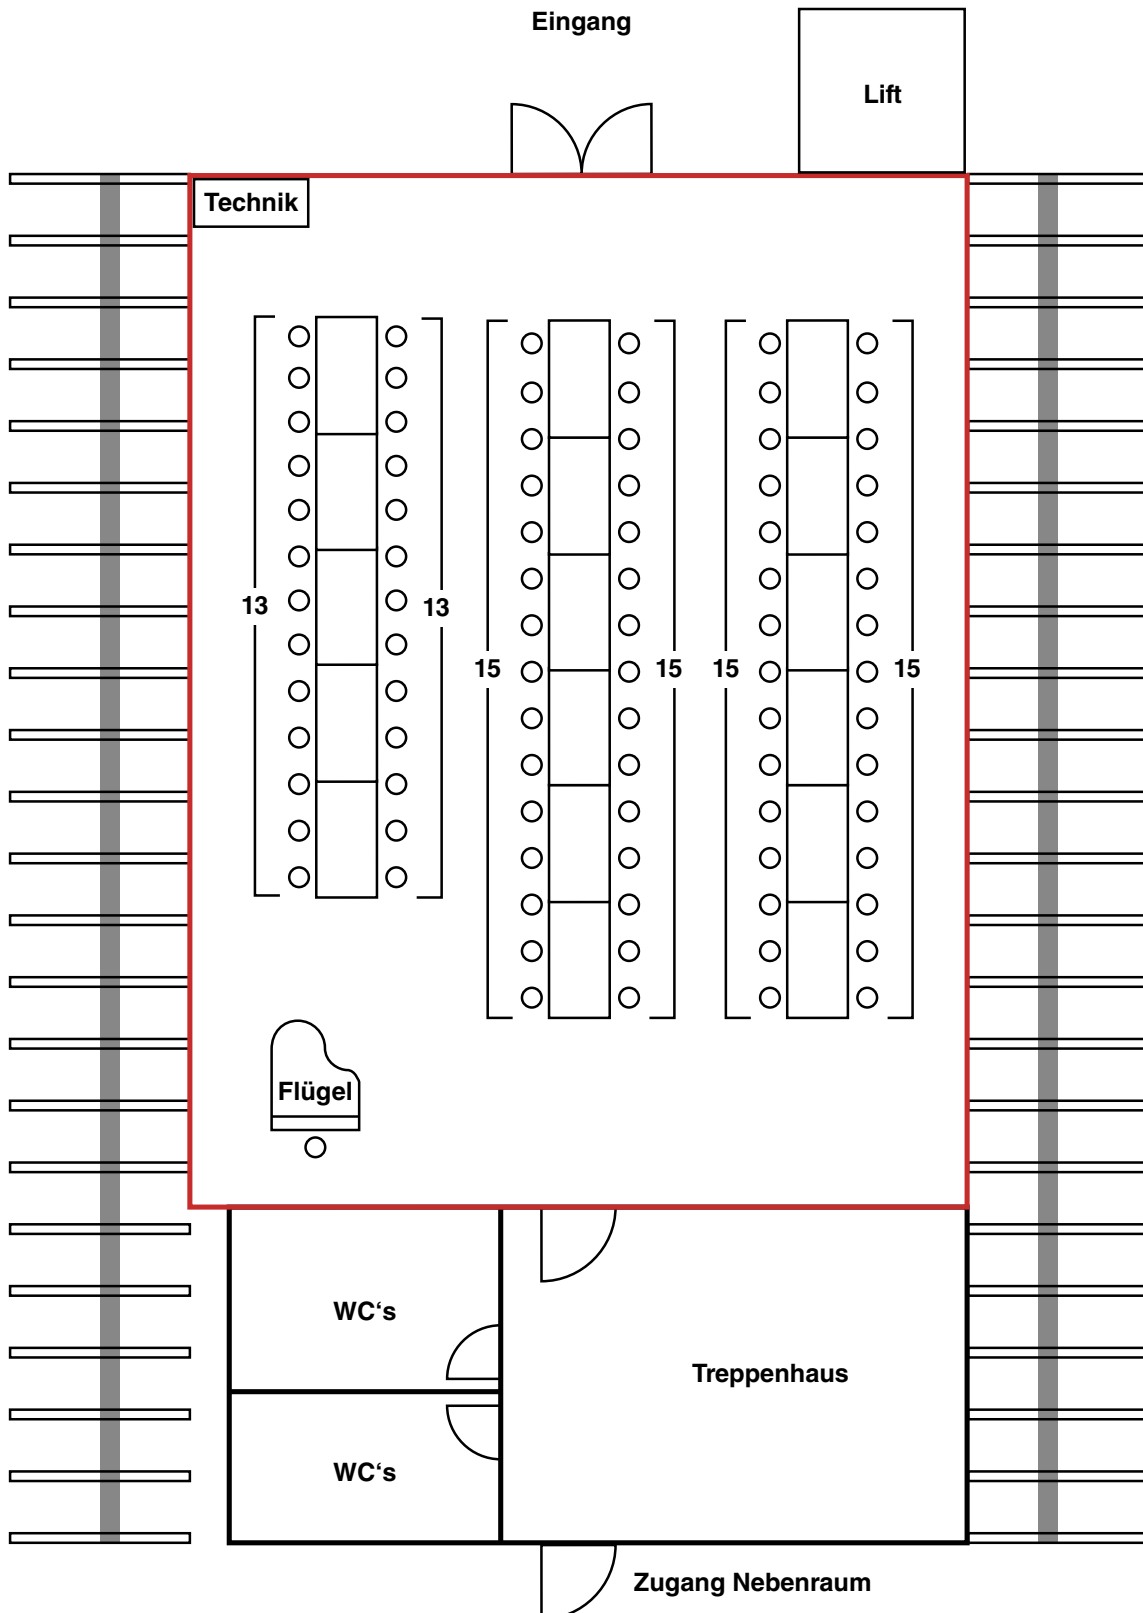 Eingang
Lift
Technik
13
13
15
15
15
15
Flügel
WC‘s
Treppenhaus
WC‘s
Zugang Nebenraum